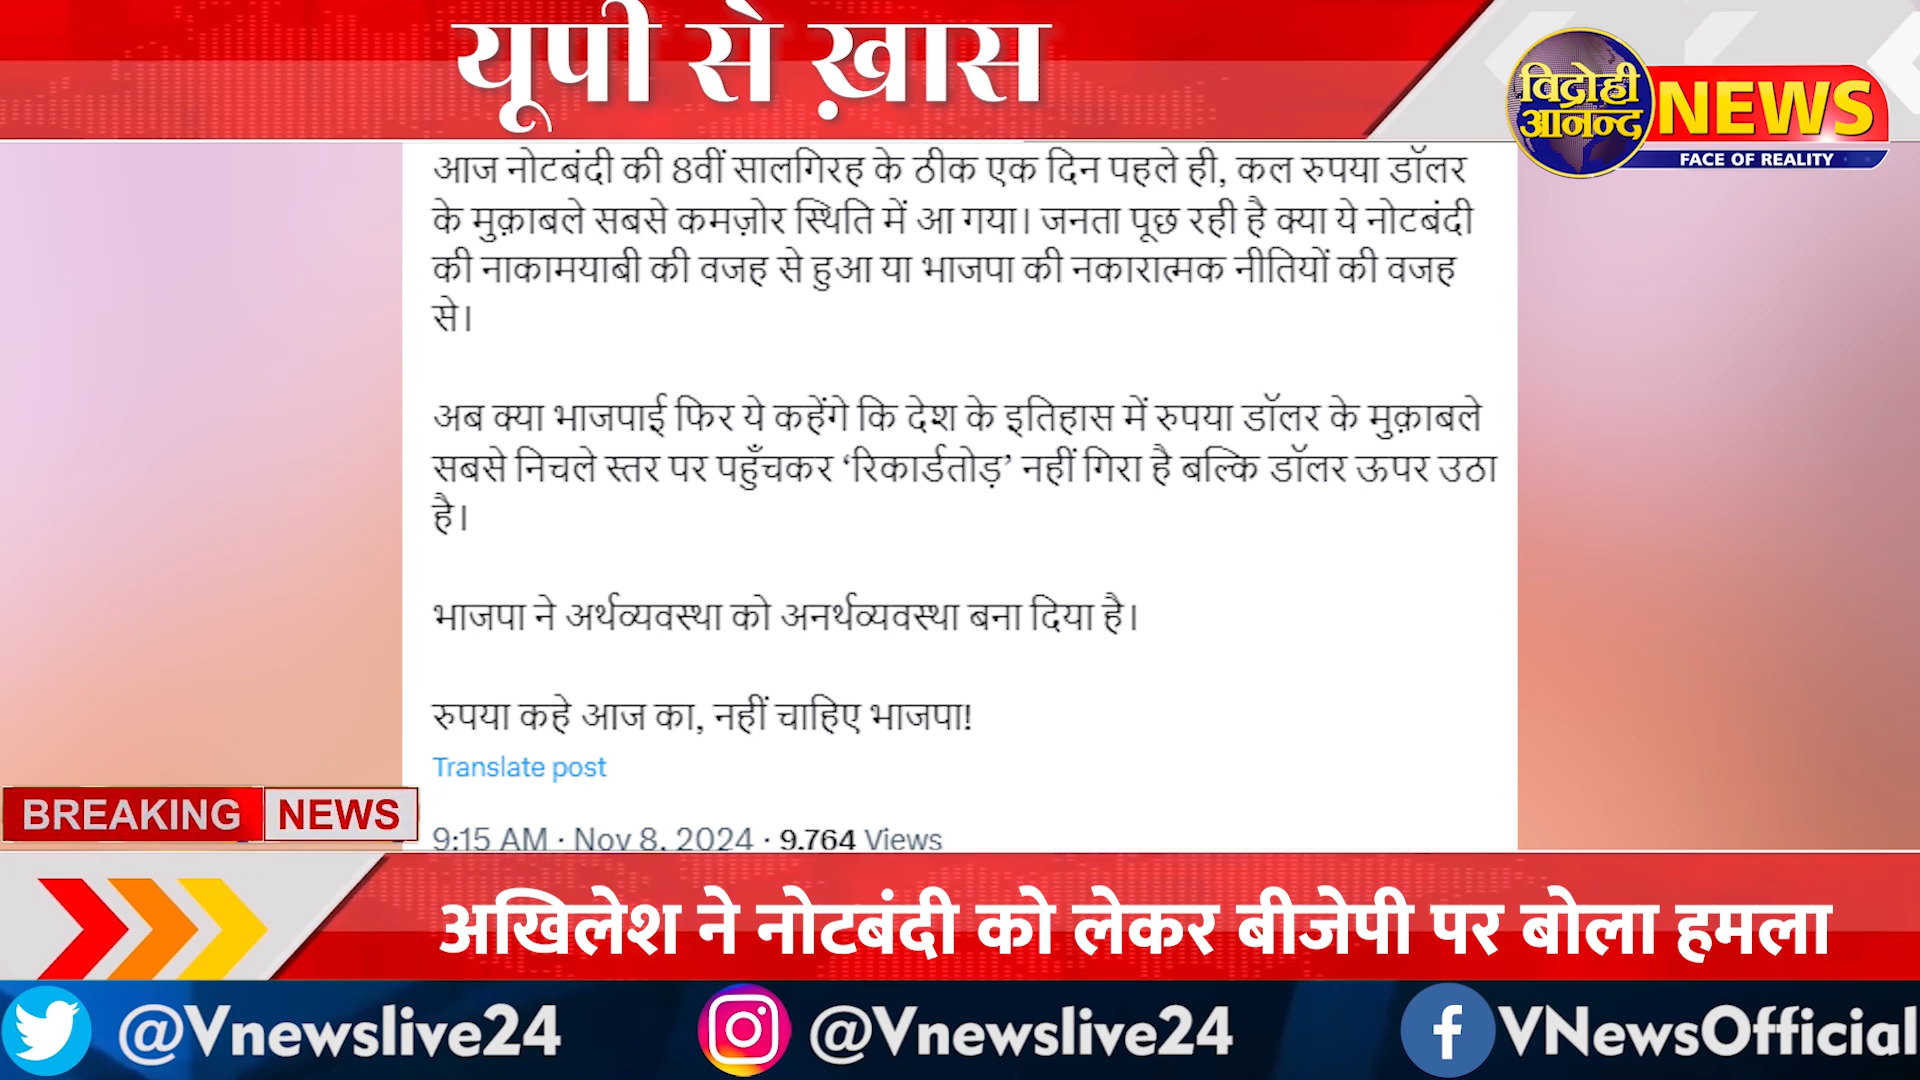 यूपी से ख़ास
विद्रोही
आनन्द
NEWS
FACE OF REALITY
आज नोटबंदी की 8वीं सालगिरह के ठीक एक दिन पहले ही, कल रुपया डॉलर
के मुक़ाबले सबसे कमज़ोर स्थिति में आ गया। जनता पूछ रही है क्या ये नोटबंदी
की नाकामयाबी की वजह से हुआ या भाजपा की नकारात्मक नीतियों की वजह
से।
अब क्या भाजपाई फिर ये कहेंगे कि देश के इतिहास में रुपया डॉलर के मुक़ाबले
सबसे निचले स्तर पर पहुँचकर ‘रिकार्डतोड़’ नहीं गिरा है बल्कि डॉलर ऊपर उठा
है।
भाजपा ने अर्थव्यवस्था को अनर्थव्यवस्था बना दिया है।
रुपया कहे आज का, नहीं चाहिए भाजपा!
Translate post
9:15 AM · Nov 8, 2024 · 9,764 Views
BREAKING NEWS
अखिलेश ने नोटबंदी को लेकर बीजेपी पर बोला हमला
@Vnewslive24
@Vnewslive24
VNewsOfficial